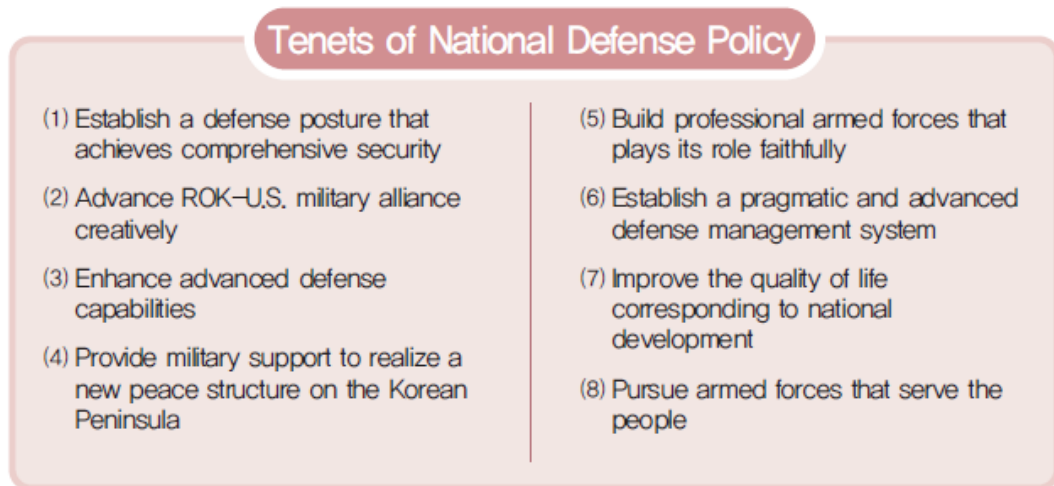 Tenets of National Defense Policy
(1) Establish a defense posture that
achieves comprehensive security
(2) Advance ROK-U.S. military alliance
creatively
(3) Enhance advanced defense
capabilities
(4) Provide military support to realize a
new peace structure on the Korean
Peninsula
(5) Build professional armed forces that
plays its role faithfully
(6) Establish a pragmatic and advanced
defense management system
(7) Improve the quality of life
corresponding to national
development
(8) Pursue armed forces that serve the
people